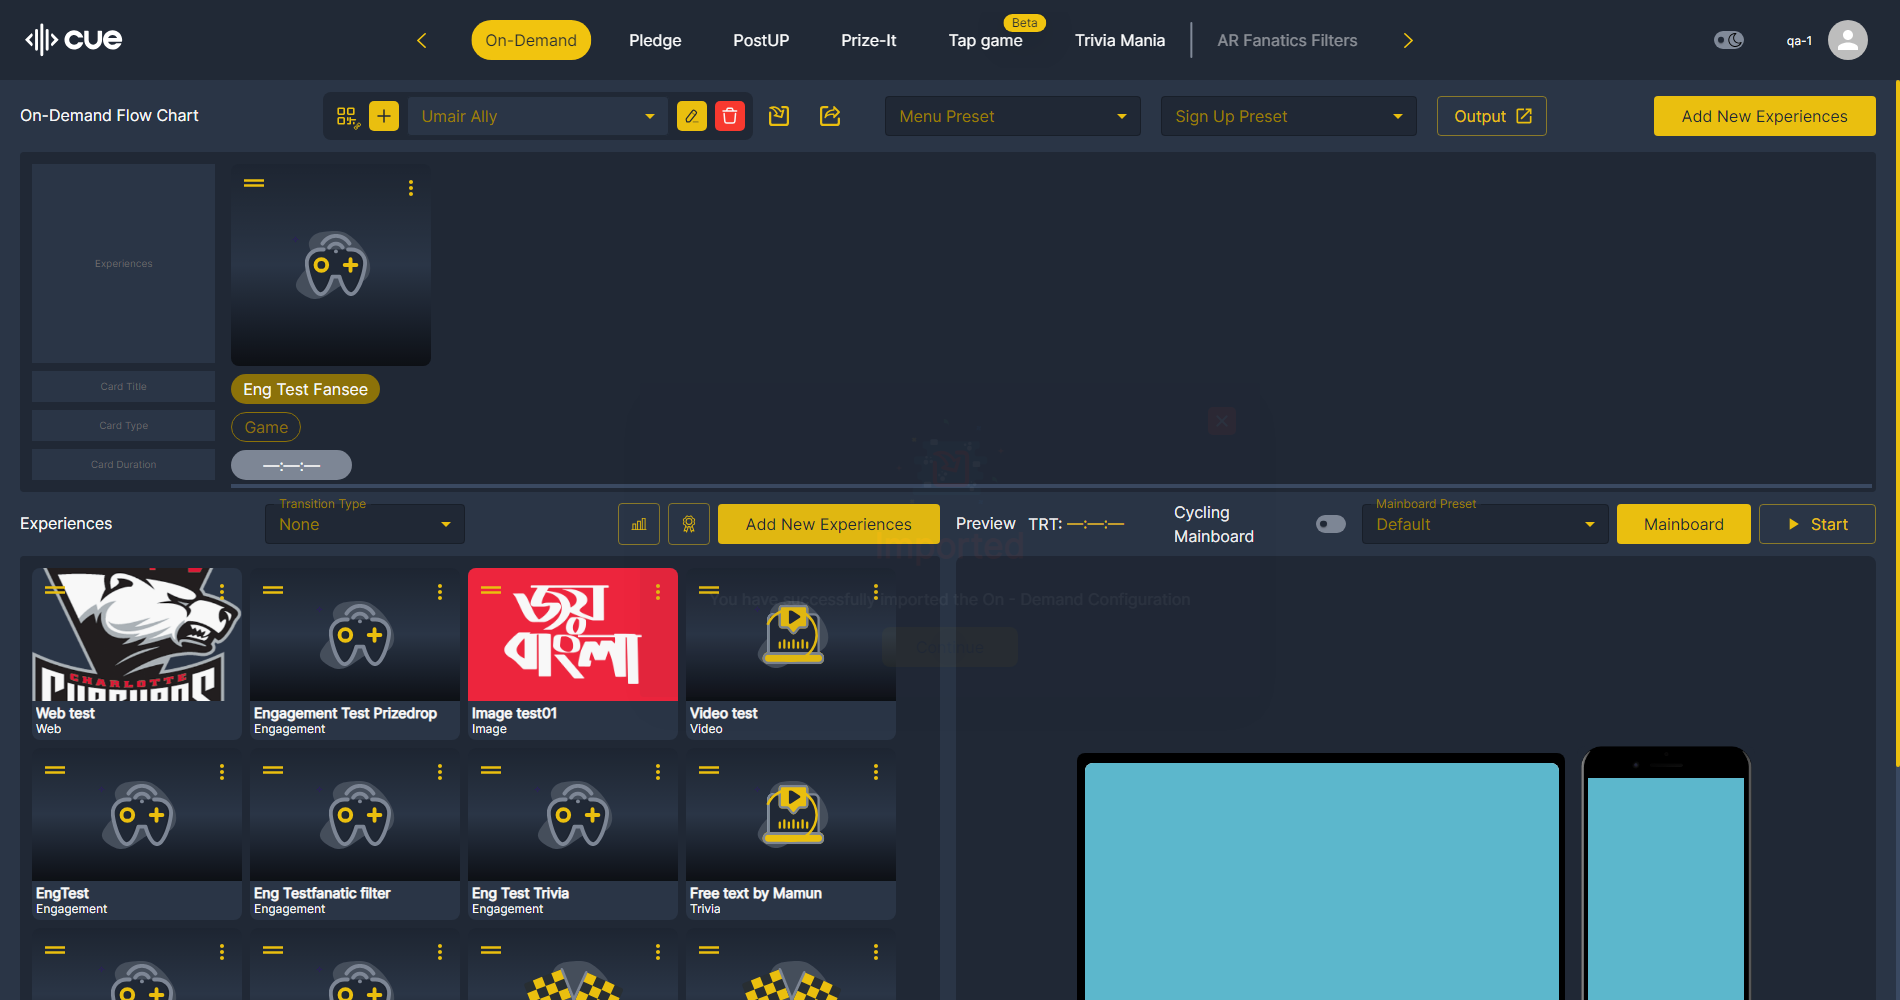 cue
On-Demand
Pledge
PostUP
Prize-It
Beta
Tap game
Trivia Mania
AR Fanatics Filters
qa-1
On-Demand Flow Chart
Umair Ally
Menu Preset
Sign Up Preset
Output
Add New Experiences
Experiences
Card Title
Eng Test Fansee
Card Type
Game
Card Duration
—:—:—
Experiences
Transition Type
None
Add New Experiences
Preview
TRT: —:—:—
Cycling
Mainboard
Mainboard Preset
Default
Mainboard
Start
Imported
You have successfully imported the On - Demand Configuration
CHARLOTTE
জয়
বাংলা
Web test
Web
Engagement Test Prizedrop
Engagement
Image test01
Image
Video test
Video
EngTest
Engagement
Eng Testfanatic filter
Engagement
Eng Test Trivia
Engagement
Free text by Mamun
Trivia